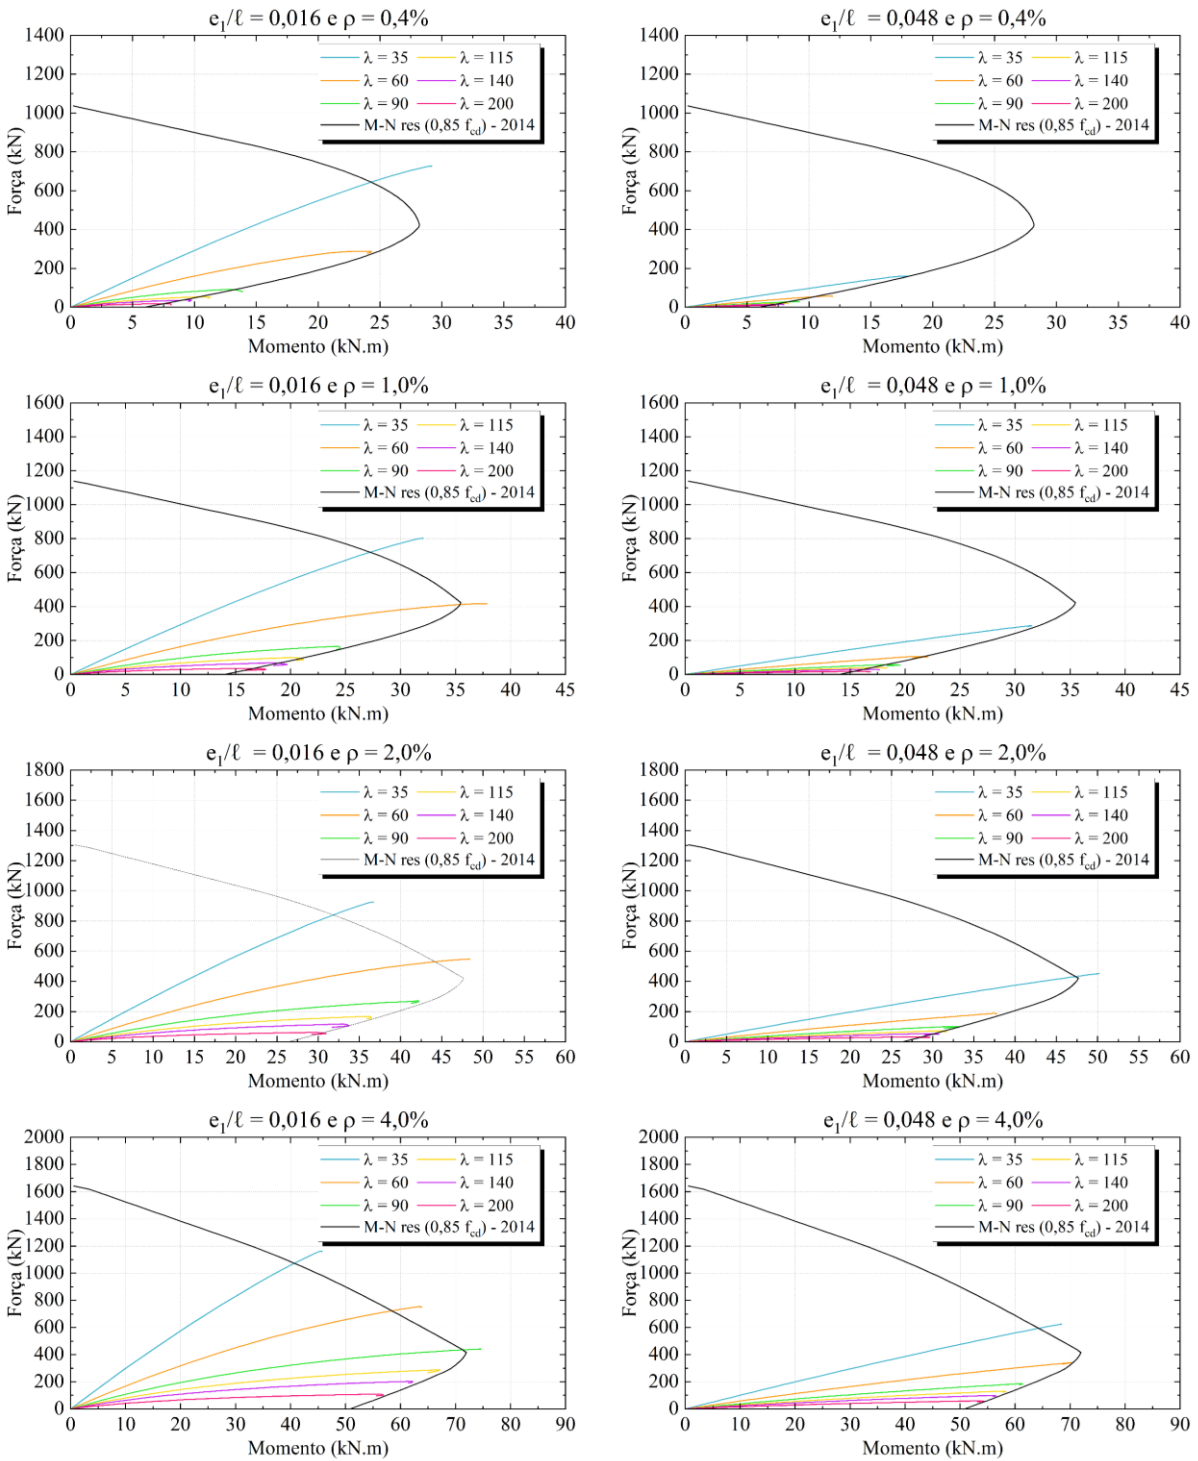 e₁/ℓ = 0,016 e ρ = 0,4%
Força (kN)
1400
1200
1000
800
600
400
200
0
λ = 35 λ = 115
λ = 60 λ = 140
λ = 90 λ = 200
M-N res (0,85 f_cd) - 2014
0 5 10 15 20 25 30 35 40
Momento (kN.m)
e₁/ℓ = 0,048 e ρ = 0,4%
Força (kN)
1400
1200
1000
800
600
400
200
0
λ = 35 λ = 115
λ = 60 λ = 140
λ = 90 λ = 200
M-N res (0,85 f_cd) - 2014
0 5 10 15 20 25 30 35 40
Momento (kN.m)
e₁/ℓ = 0,016 e ρ = 1,0%
Força (kN)
1600
1400
1200
1000
800
600
400
200
0
λ = 35 λ = 115
λ = 60 λ = 140
λ = 90 λ = 200
M-N res (0,85 f_cd) - 2014
0 5 10 15 20 25 30 35 40 45
Momento (kN.m)
e₁/ℓ = 0,048 e ρ = 1,0%
Força (kN)
1600
1400
1200
1000
800
600
400
200
0
λ = 35 λ = 115
λ = 60 λ = 140
λ = 90 λ = 200
M-N res (0,85 f_cd) - 2014
0 5 10 15 20 25 30 35 40 45
Momento (kN.m)
e₁/ℓ = 0,016 e ρ = 2,0%
Força (kN)
1800
1600
1400
1200
1000
800
600
400
200
0
λ = 35 λ = 115
λ = 60 λ = 140
λ = 90 λ = 200
M-N res (0,85 f_cd) - 2014
0 5 10 15 20 25 30 35 40 45 50 55 60
Momento (kN.m)
e₁/ℓ = 0,048 e ρ = 2,0%
Força (kN)
1800
1600
1400
1200
1000
800
600
400
200
0
λ = 35 λ = 115
λ = 60 λ = 140
λ = 90 λ = 200
M-N res (0,85 f_cd) - 2014
0 5 10 15 20 25 30 35 40 45 50 55 60
Momento (kN.m)
e₁/ℓ = 0,016 e ρ = 4,0%
Força (kN)
2000
1800
1600
1400
1200
1000
800
600
400
200
0
λ = 35 λ = 115
λ = 60 λ = 140
λ = 90 λ = 200
M-N res (0,85 f_cd) - 2014
0 10 20 30 40 50 60 70 80 90
Momento (kN.m)
e₁/ℓ = 0,048 e ρ = 4,0%
Força (kN)
2000
1800
1600
1400
1200
1000
800
600
400
200
0
λ = 35 λ = 115
λ = 60 λ = 140
λ = 90 λ = 200
M-N res (0,85 f_cd) - 2014
0 10 20 30 40 50 60 70 80 90
Momento (kN.m)